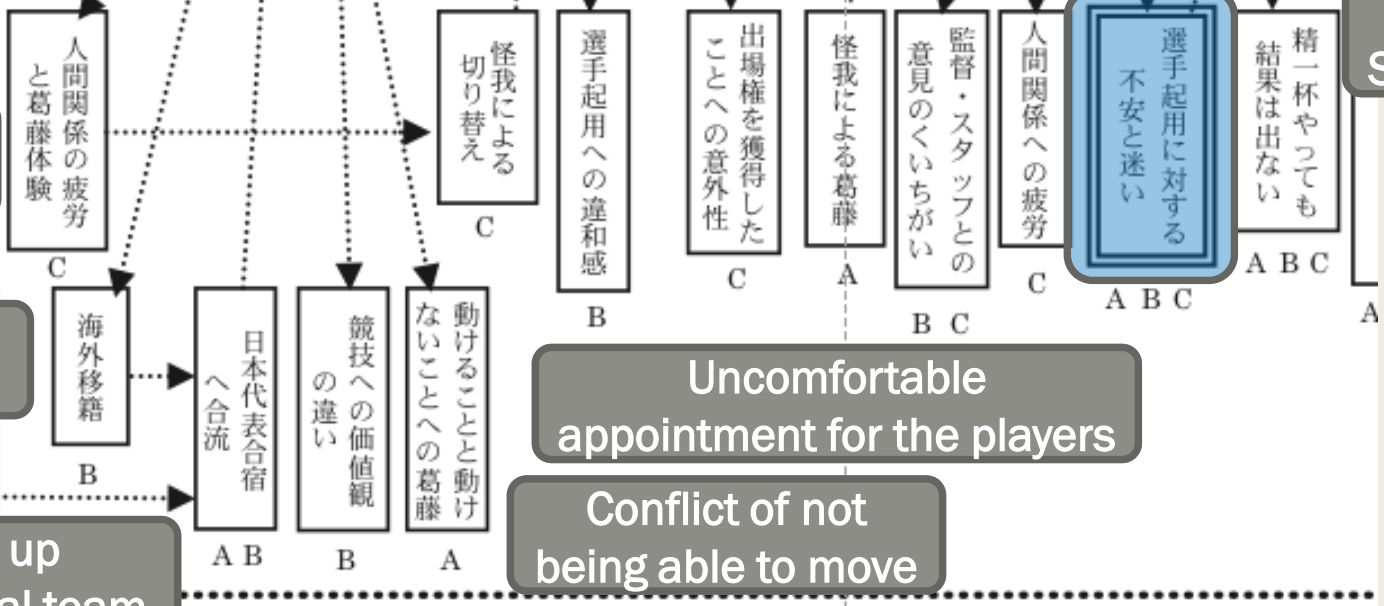 人間関係の疲労
と葛藤体験
C
怪我による
切り替え
C
選手起用への違和感
B
出場権を獲得した
ことへの意外性
C
怪我による葛藤
A
監督・スタッフとの
意見のくいちがい
B C
人間関係への疲労
C
選手起用に対する
不安と迷い
A B C
精一杯やっても
結果は出ない
A B C
S
A
海外移籍
B
日本代表合宿
へ合流
A B
競技への価値観
の違い
B
動けることと動け
ないことへの葛藤
A
Uncomfortable
appointment for the players
Conflict of not
being able to move
up
al team